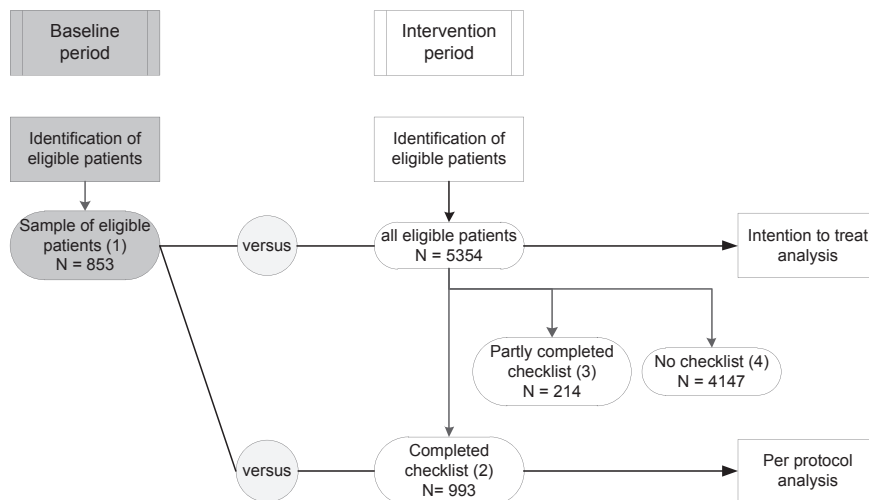 Baseline
period
Intervention
period
Identification of
eligible patients
Identification of
eligible patients
Sample of eligible
patients (1)
N = 853
versus
all eligible patients
N = 5354
Intention to treat
analysis
Partly completed
checklist (3)
N = 214
No checklist (4)
N = 4147
versus
Completed
checklist (2)
N= 993
Per protocol
analysis